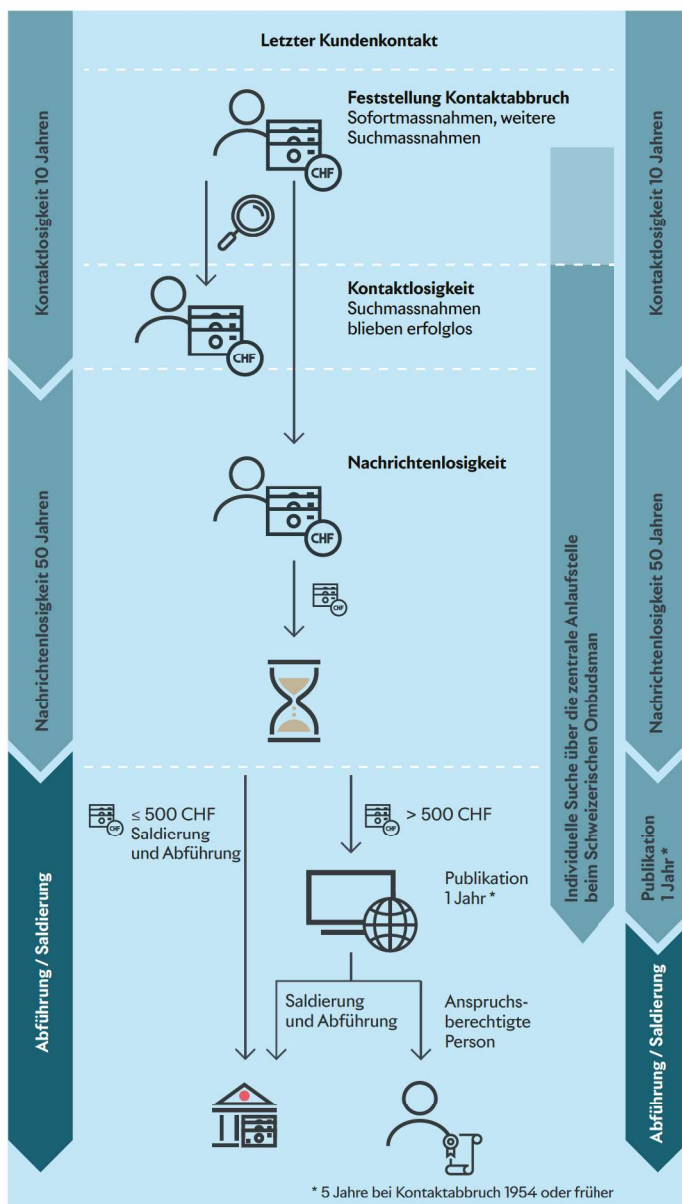 Letzter Kundenkontakt
Kontaktlosigkeit 10 Jahren
Feststellung Kontaktabbruch
Sofortmassnahmen, weitere
Suchmassnahmen
CHF
Kontaktlosigkeit 10 Jahren
Kontaktlosigkeit
Suchmassnahmen
blieben erfolglos
CHF
Nachrichtenlosigkeit 50 Jahren
Nachrichtenlosigkeit
CHF
CHF
Individuelle Suche über die zentrale Anlaufstelle
beim Schweizerischen Ombudsman
Nachrichtenlosigkeit 50 Jahren
Abführung / Saldierung
CHF
≤ 500 CHF
Saldierung
und Abführung
CHF
> 500 CHF
Publikation
1 Jahr *
Publikation
1 Jahr *
Saldierung
und Abführung
Anspruchs-
berechtigte
Person
Abführung / Saldierung
* 5 Jahre bei Kontaktabbruch 1954 oder früher